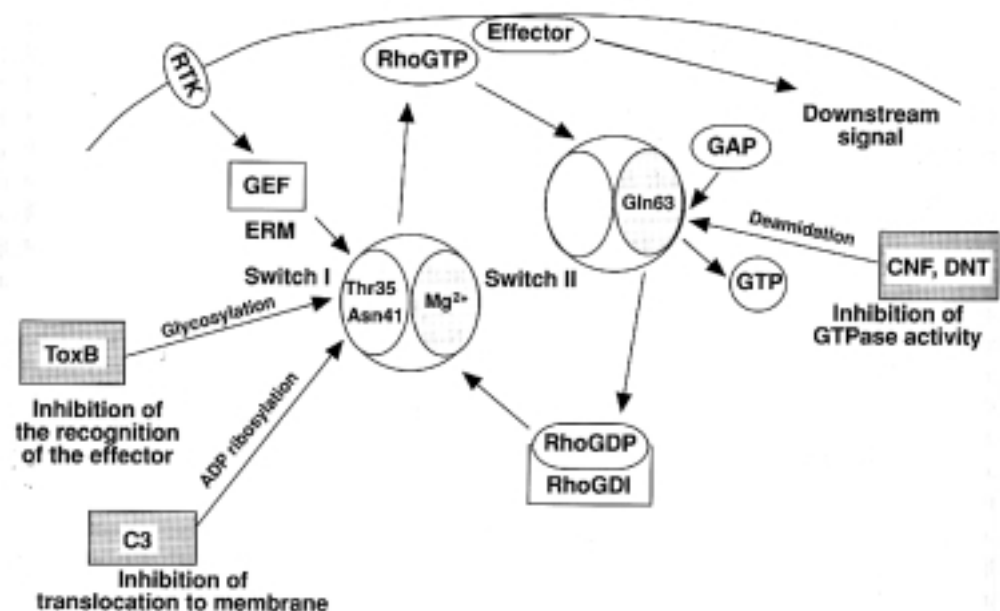 Effector
RhoGTP
RTK
Downstream
signal
GAP
GEF
Gln63
ERM
Deamidation
Switch I
Switch II
CNF, DNT
Thr35
Asn41
Mg2+
GTP
Inhibition of
GTPase activity
Glycosylation
ToxB
Inhibition of
the recognition
of the effector
ADP ribosylation
RhoGDP
RhoGDI
C3
Inhibition of
translocation to membrane